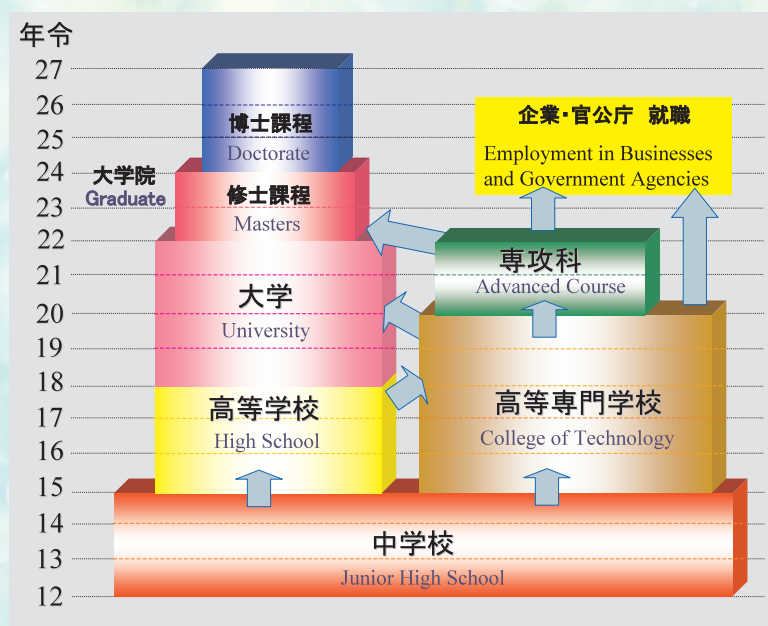 年令
27
26
25
24
23
22
21
20
19
18
17
16
15
14
13
12
博士課程
Doctorate
大学院
Graduate
修士課程
Masters
大学
University
高等学校
High School
企業・官公庁 就職
Employment in Businesses
and Government Agencies
専攻科
Advanced Course
高等専門学校
College of Technology
中学校
Junior High School